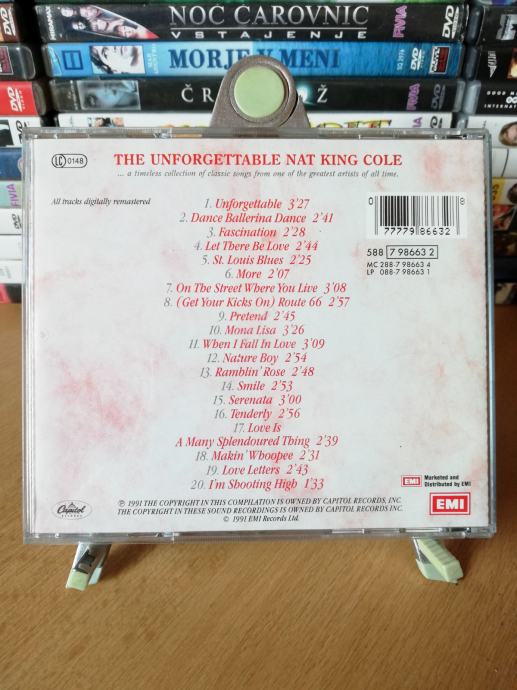 NOĆ ČAROVNIC
VSTAJENJE
MORJE V MENI
DVD
LC 0148
THE UNFORGETTABLE NAT KING COLE
... a timeless collection of classic songs from one of the greatest artists of all time.
All tracks digitally remastered
1. Unforgettable 3'27
2. Dance Ballerina Dance 2'41
3. Fascination 2'28
4. Let There Be Love 2'44
5. St. Louis Blues 2'25
6. More 2'07
7. On The Street Where You Live 3'08
8. (Get Your Kicks On) Route 66 2'57
9. Pretend 2'45
10. Mona Lisa 3'26
11. When I Fall In Love 3'09
12. Nature Boy 2'54
13. Ramblin' Rose 2'48
14. Smile 2'53
15. Serenata 3'00
16. Tenderly 2'56
17. Love Is
A Many Splendoured Thing 2'39
18. Makin' Whoopee 2'31
19. Love Letters 2'43
20. I'm Shooting High 1'33
0 77779 86632 8
588 7 98663 2
MC 288-7 98663 4
LP 088-7 98663 1
EMI Marketed and
Distributed by EMI
EMI
Capitol
RECORDS
℗ 1991 THE COPYRIGHT IN THIS COMPILATION IS OWNED BY CAPITOL RECORDS, INC.
THE COPYRIGHT IN THESE SOUND RECORDINGS IS OWNED BY CAPITOL RECORDS INC.
© 1991 EMI Records Ltd.